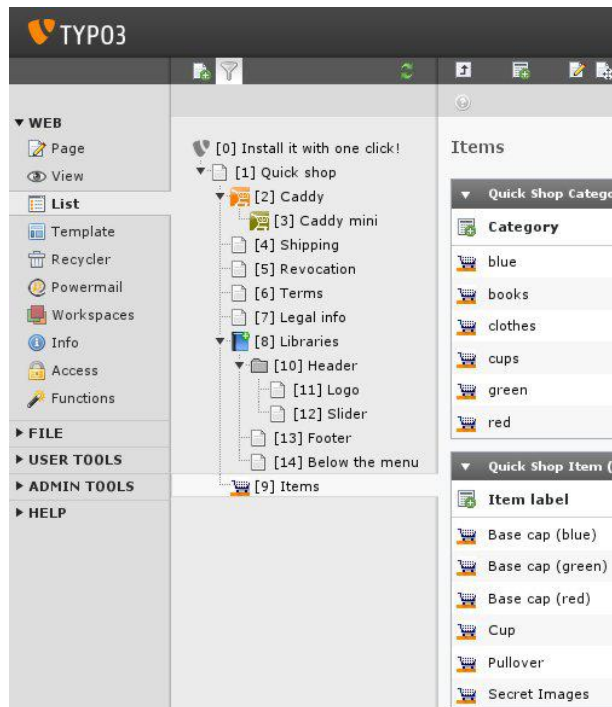 TYPO3
WEB
Page
View
List
Template
Recycler
Powermail
Workspaces
Info
Access
Functions
FILE
USER TOOLS
ADMIN TOOLS
HELP
[0] Install it with one click!
[1] Quick shop
[2] Caddy
[3] Caddy mini
[4] Shipping
[5] Revocation
[6] Terms
[7] Legal info
[8] Libraries
[10] Header
[11] Logo
[12] Slider
[13] Footer
[14] Below the menu
[9] Items
Items
Quick Shop Catego
Category
blue
books
clothes
cups
green
red
Quick Shop Item (
Item label
Base cap (blue)
Base cap (green)
Base cap (red)
Cup
Pullover
Secret Images